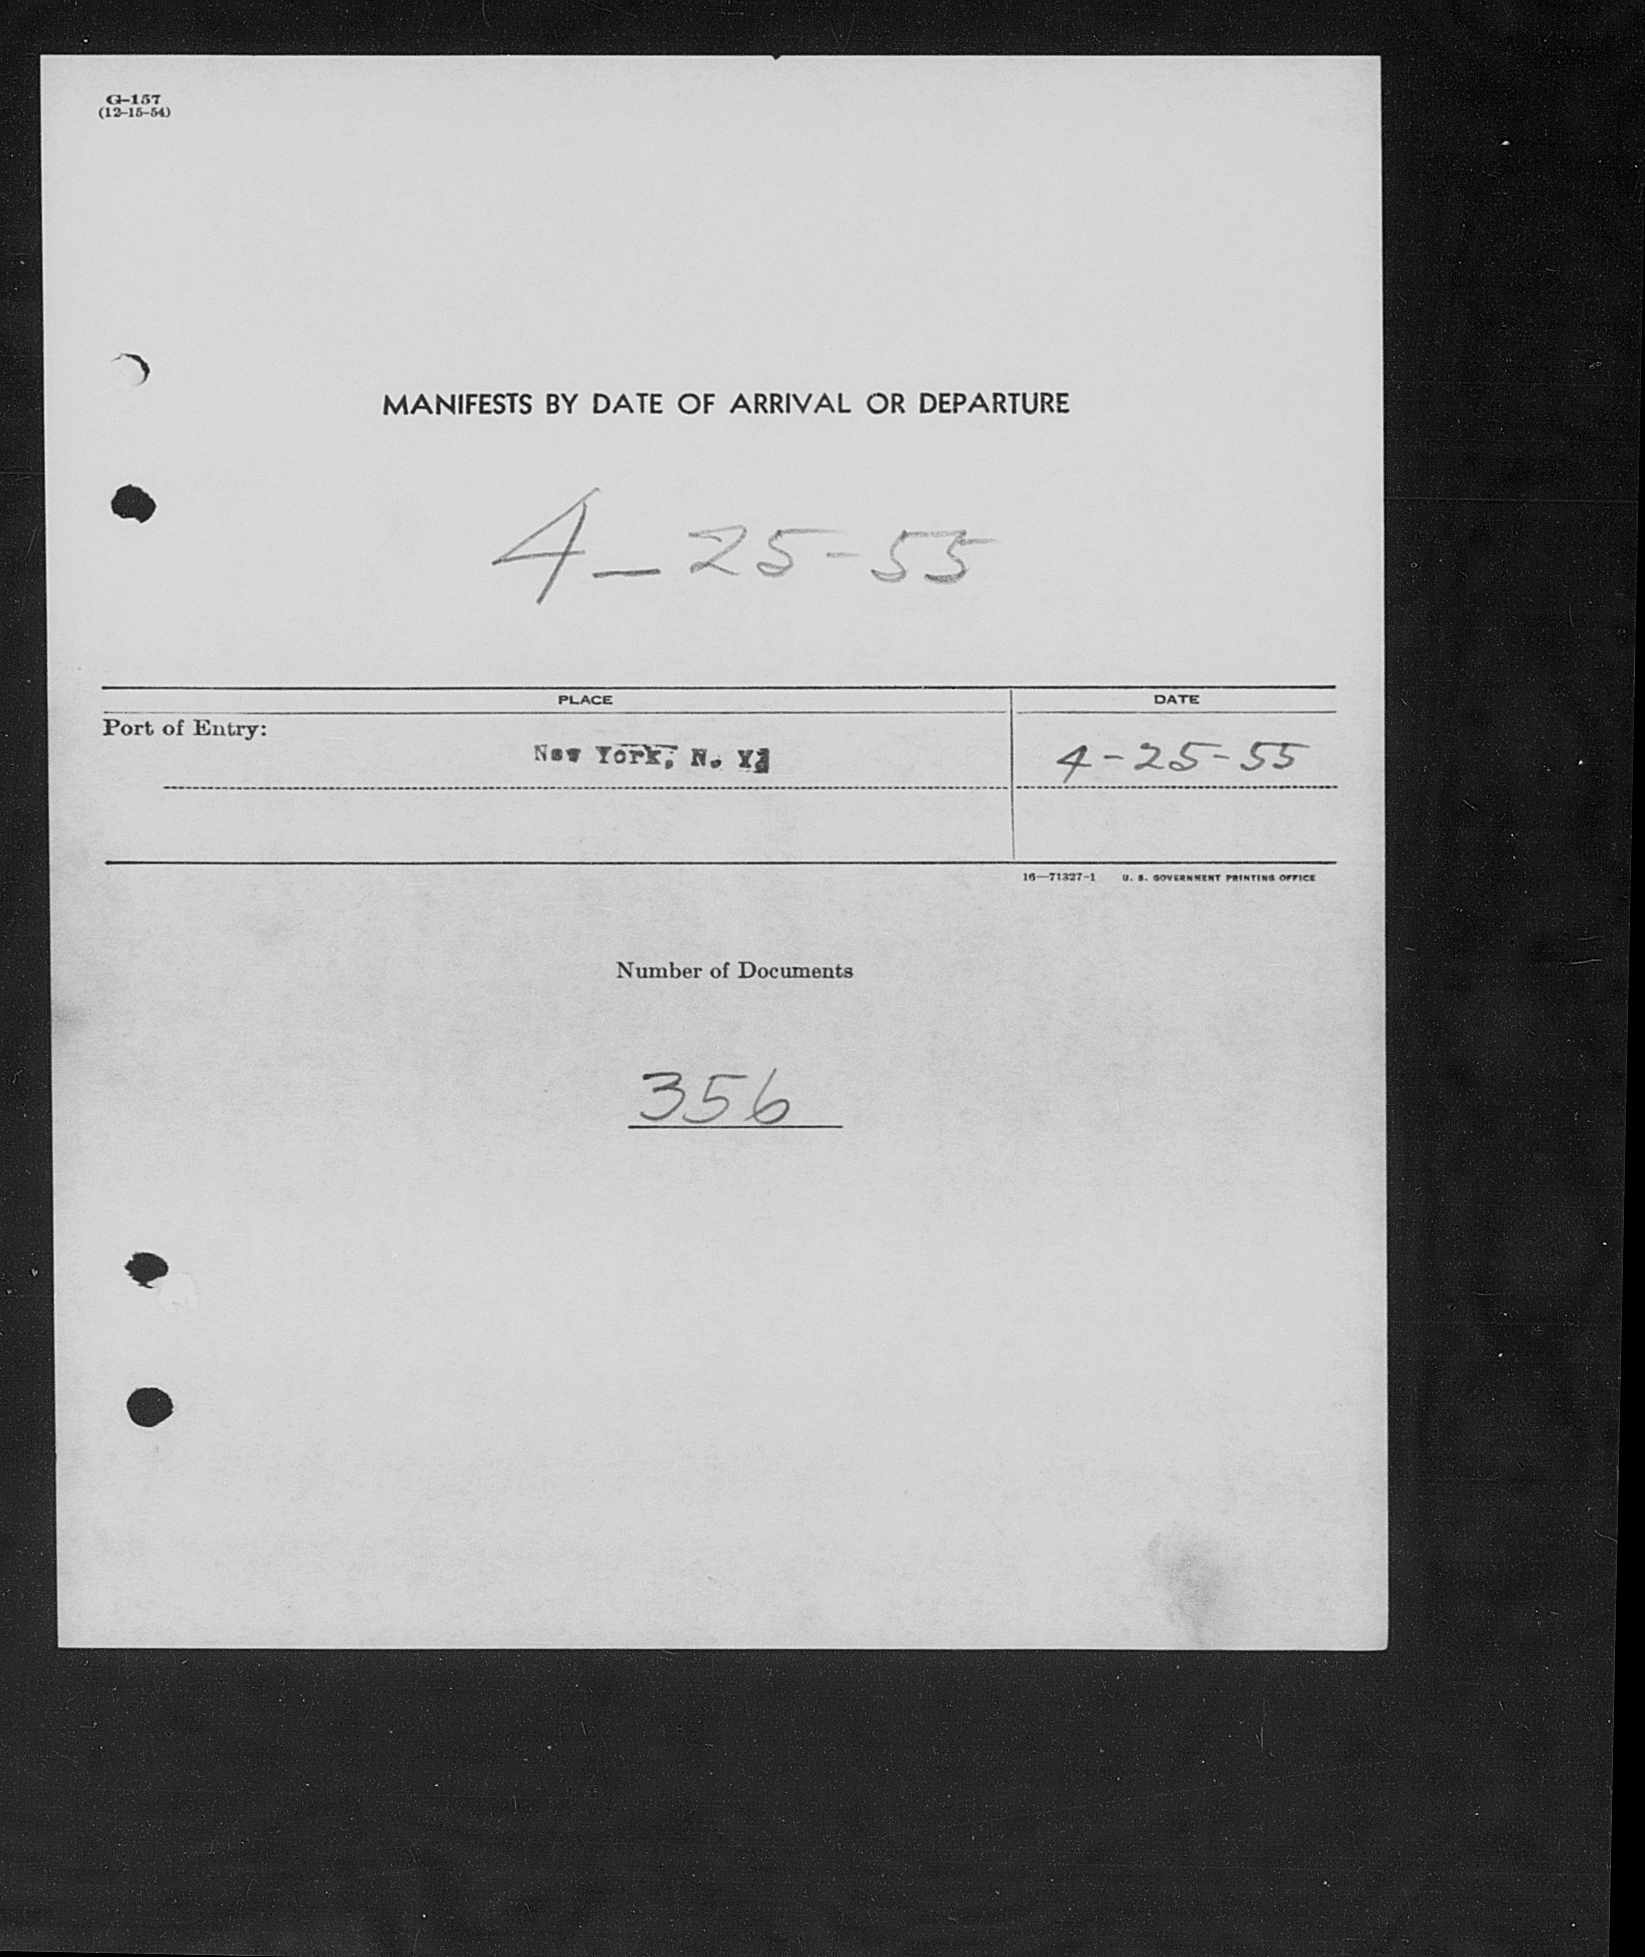 G-157
(12-15-54)
MANIFESTS BY DATE OF ARRIVAL OR DEPARTURE
4-25-55
PLACE DATE
Port of Entry:
New York, N. Y. 4-25-55
16—71327-1 U. S. GOVERNMENT PRINTING OFFICE
Number of Documents
356